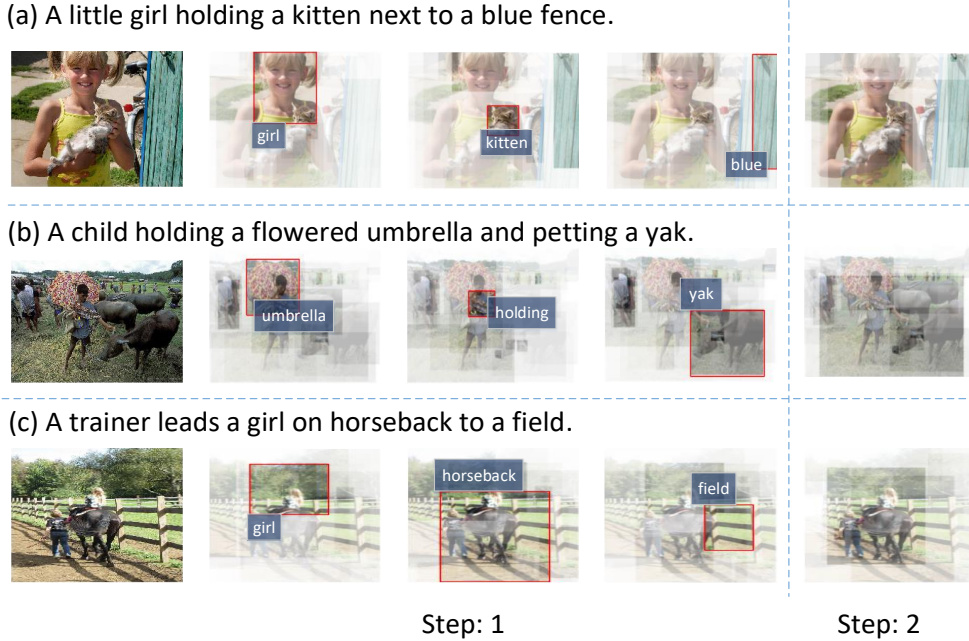 (a) A little girl holding a kitten next to a blue fence.
girl
kitten
blue
(b) A child holding a flowered umbrella and petting a yak.
umbrella
holding
yak
(c) A trainer leads a girl on horseback to a field.
girl
horseback
field
Step: 1
Step: 2